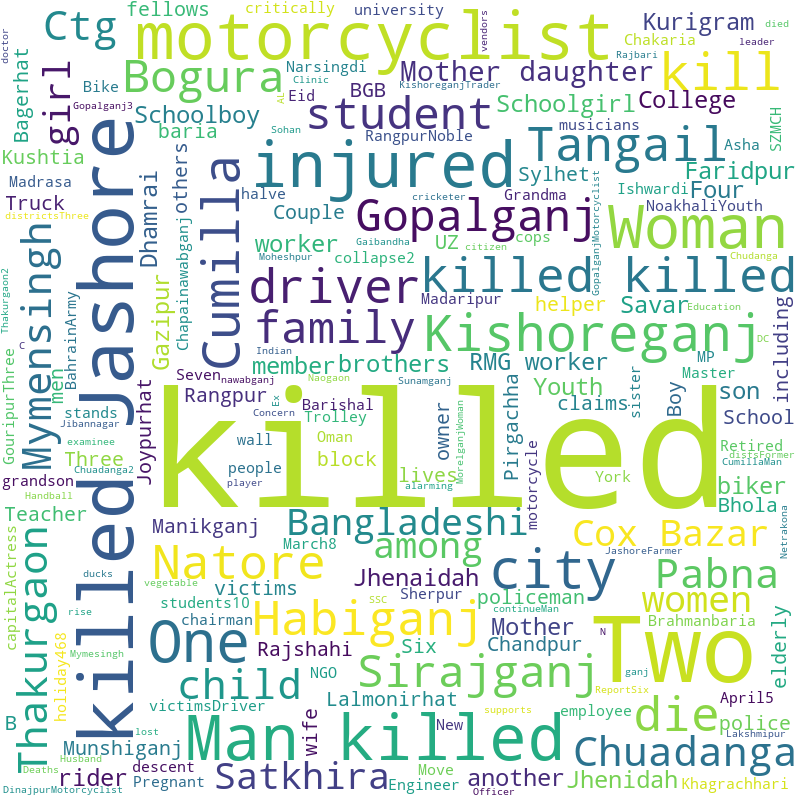 fellows
critically
university
doctor
Ctg
motorcyclist
vendors
Kurigram
Rajbari
died
leader
Chakaria
Narsingdi
Clinic
KishoreganjTrader
Mother daughter
kill
Bagerhat
girl
Bogura
Bike
Eid
BGB
Gopalganj3
AL
Schoolboy
student
Schoolgirl
College
SZMCH
baria
Sohan
RangpurNoble
musicians
Kushtia
injured
Tangail
Asha
Madrasa
Jashore
others
halve
Couple
cricketer
Grandma
Sylhet
Ishwardi
Faridpur
Four
Truck
Dhamrai
Cumilla
Gopalganj
NoakhaliYouth
Woman
districtsThree
worker
Gaibandha
UZ
cops
citizen
GopalganjMotorcyclist
Chudanga
Moheshpur
collapse2
killed killed
Thakurgaon2
Mymensingh
BahrainArmy
Gazipur
Chapainawabganj
driver
Madaripur
helper
Savar
Education
including
C
family
Kishoreganj
DC
GouripurThree
men
Indian
member
brothers
RMG worker
MP
Master
Seven
nawabganj
Naogaon
Sunamganj
Youth
son
Jibannagar
stands
Joypurhat
Rangpur
Concern
Ex
Barishal
Trolley
owner
MorelganjWoman
Pirgachha
claims
sister
Boy
School
distsFormer
CumillaMan
examinee
Three
Chuadanga2
wall
Oman
people
block
lives
motorcycle
York
Retired
biker
grandson
Handball
killed
player
alarming
Bhola
Teacher
Manikganj
Bangladeshi
Cox Bazar
Netrakona
capitalActress
Thakurgaon
killed
March8
among
city
JashoreFarmer
ducks
Natore
Jhenaidah
Pabna
vegetable
victims
SSC
Sherpur
continueMan
policeman
women
elderly
rise
students10
chairman
Habiganj
Mother
N
Brahmanbaria
holiday468
Mymesingh
One
Rajshahi
Six
Chandpur
Two
ganj
child
Sirajganj
NGO
Lalmonirhat
ReportSix
B
lost
victimsDriver
New
supports
employee
die
April5
police
Lakshmipur
Munshiganj
Man killed
wife
Chuadanga
Husband
Deaths
rider
descent
Pregnant
Satkhira
Engineer
Move
another
Jhenidah
Khagrachhari
DinajpurMotorcyclist
Officer